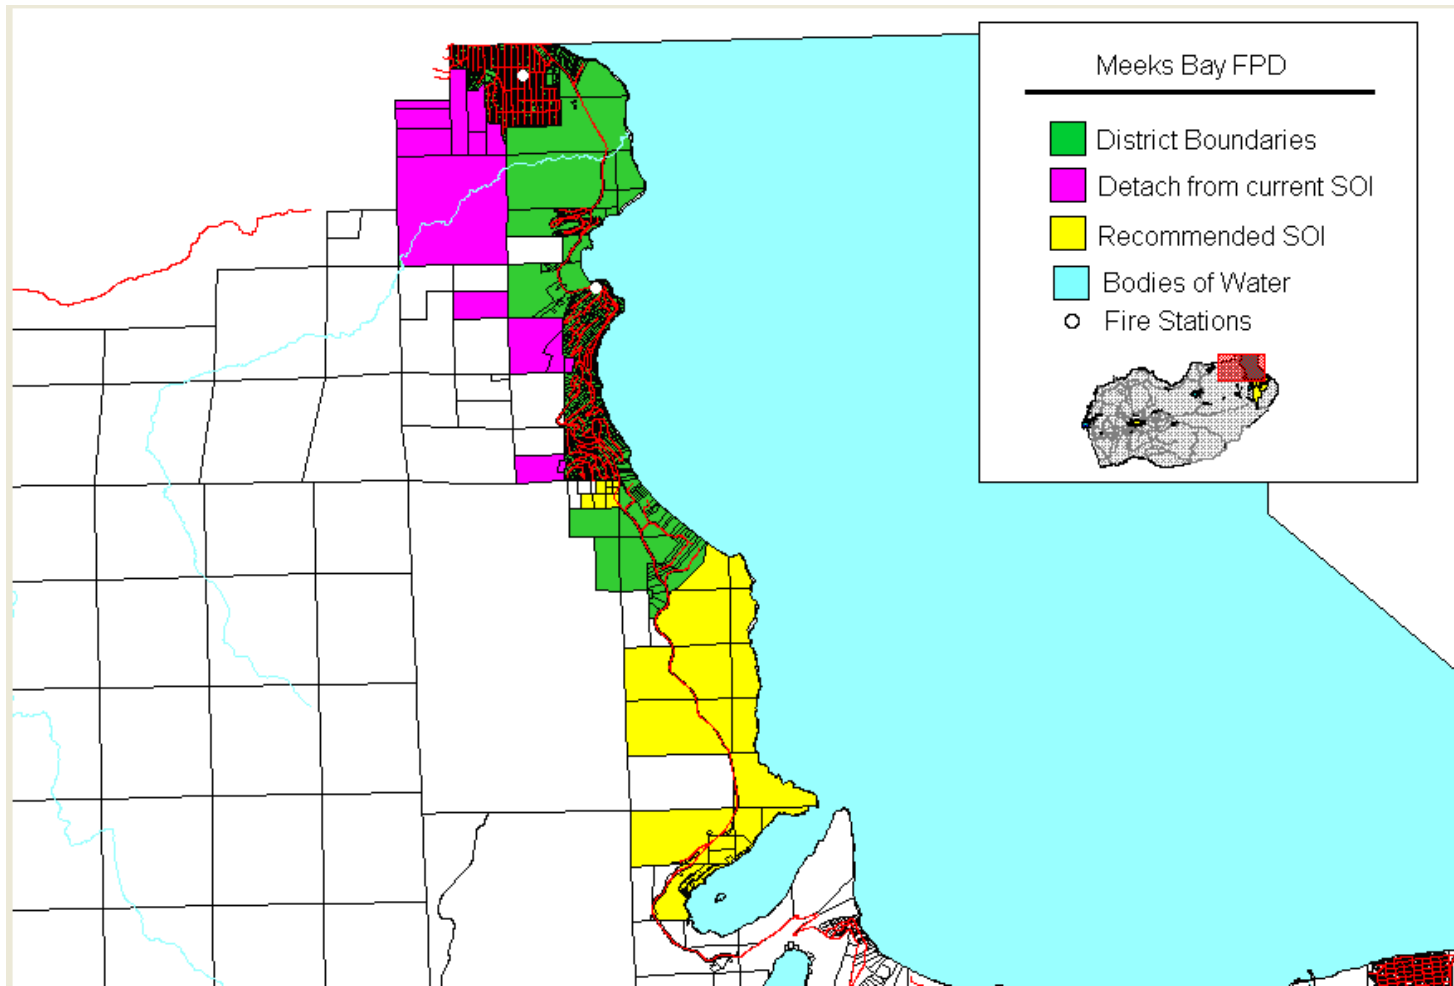 Meeks Bay FPD
District Boundaries
Detach from current SOI
Recommended SOI
Bodies of Water
Fire Stations